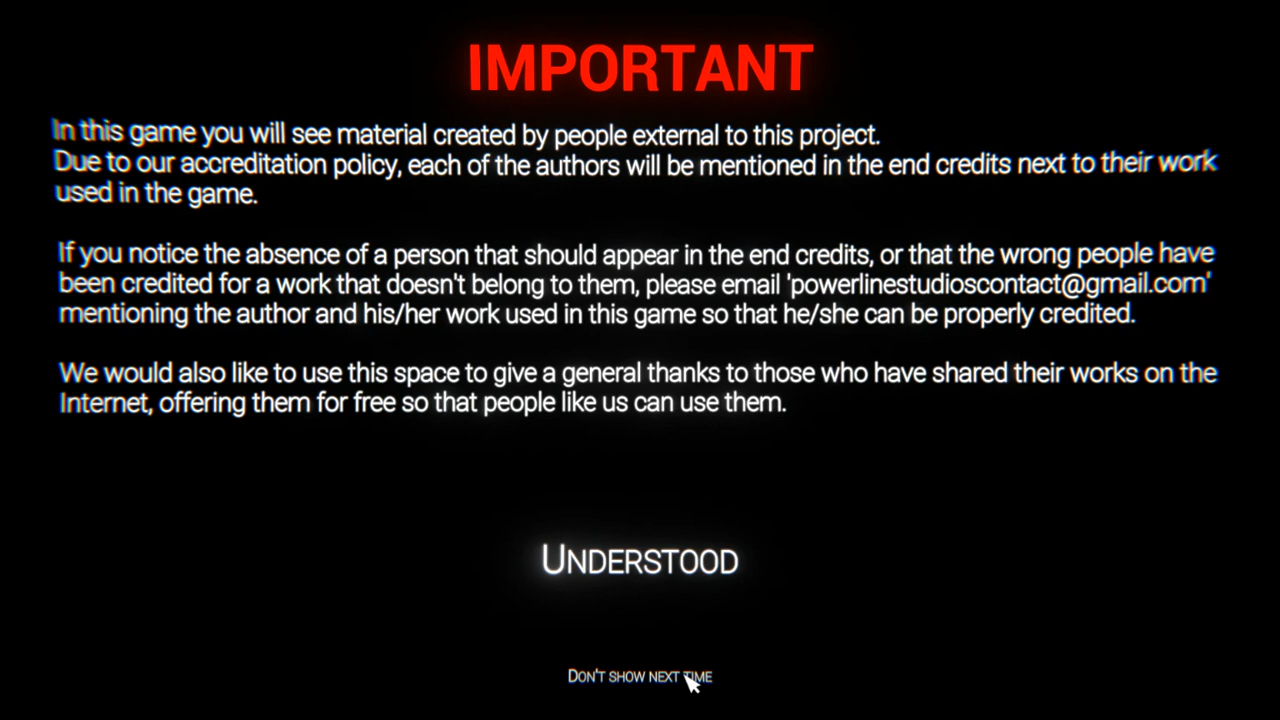 IMPORTANT
In this game you will see material created by people external to this project.
Due to our accreditation policy, each of the authors will be mentioned in the end credits next to their work
used in the game.
If you notice the absence of a person that should appear in the end credits, or that the wrong people have
been credited for a work that doesn't belong to them, please email 'powerlinestudioscontact@gmail.com'
mentioning the author and his/her work used in this game so that he/she can be properly credited.
We would also like to use this space to give a general thanks to those who have shared their works on the
Internet, offering them for free so that people like us can use them.
UNDERSTOOD
DON'T SHOW NEXT TIME